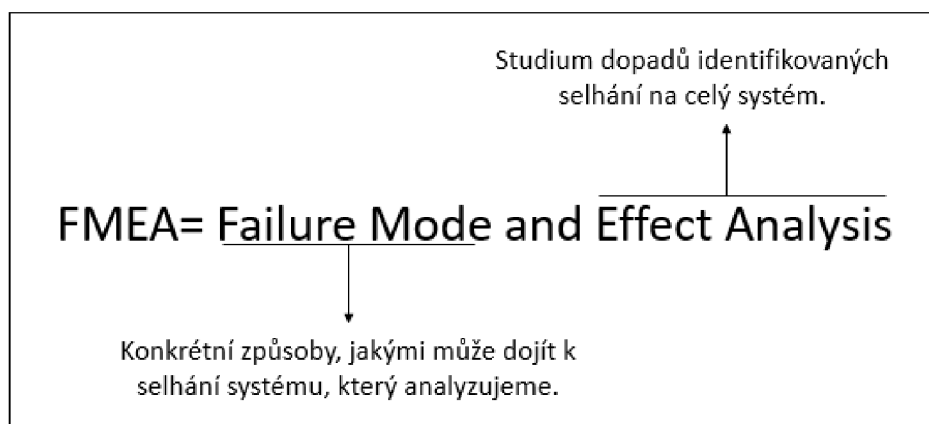 Studium dopadů identifikovaných
selhání na celý systém.
FMEA= Failure Mode and Effect Analysis
Konkrétní způsoby, jakými může dojít k
selhání systému, který analyzujeme.